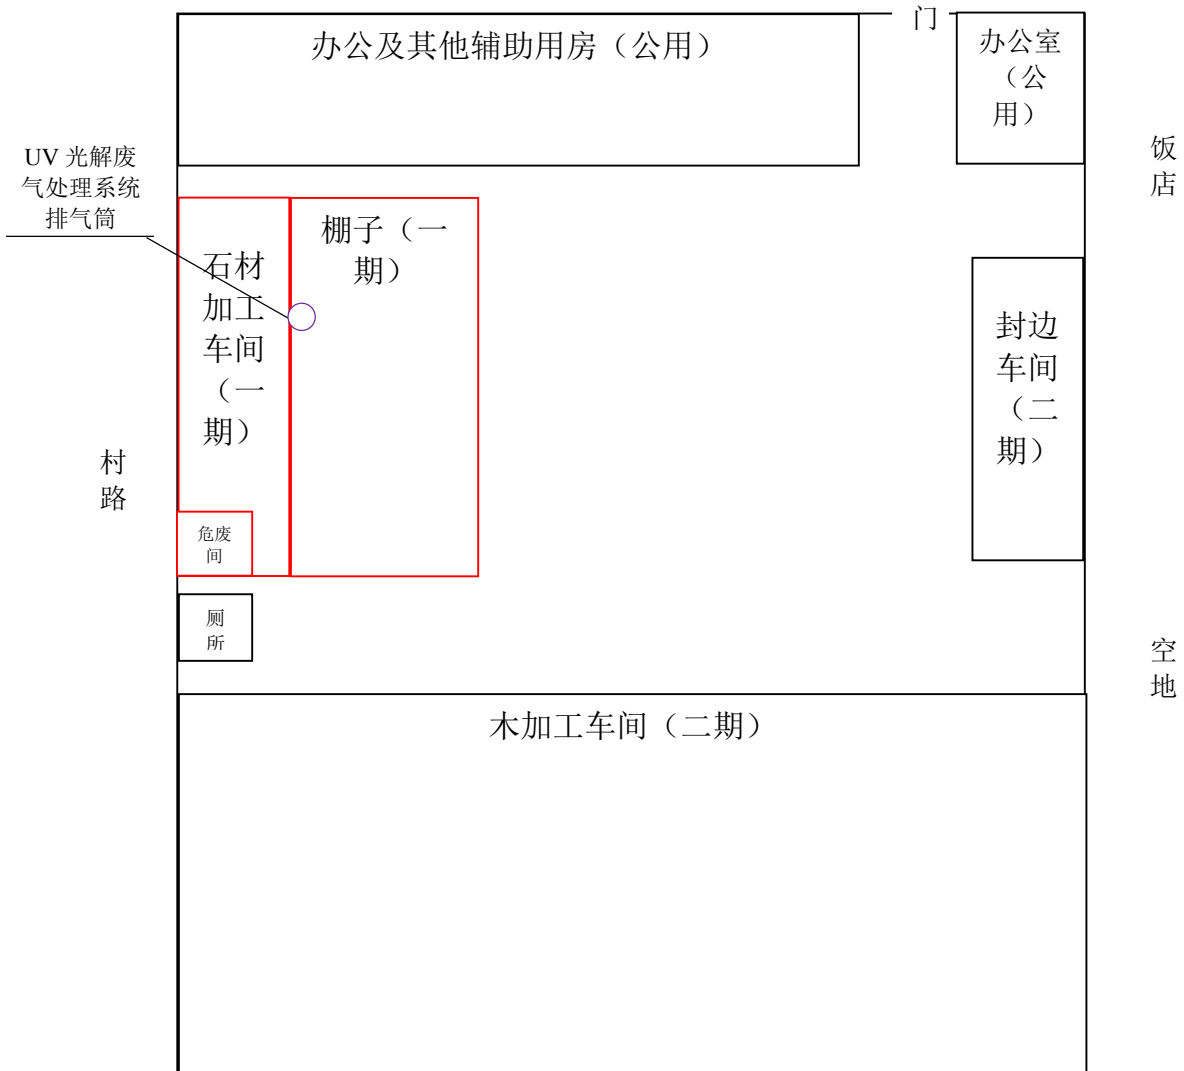 门
办公及其他辅助用房（公用）
办公室
（公
用）
饭
店
UV 光解废
气处理系统
排气筒
棚子（一
期）
石材
加工
车间
（一
期）
封边
车间
（二
期）
村
路
危废
间
厕
所
空
地
木加工车间（二期）